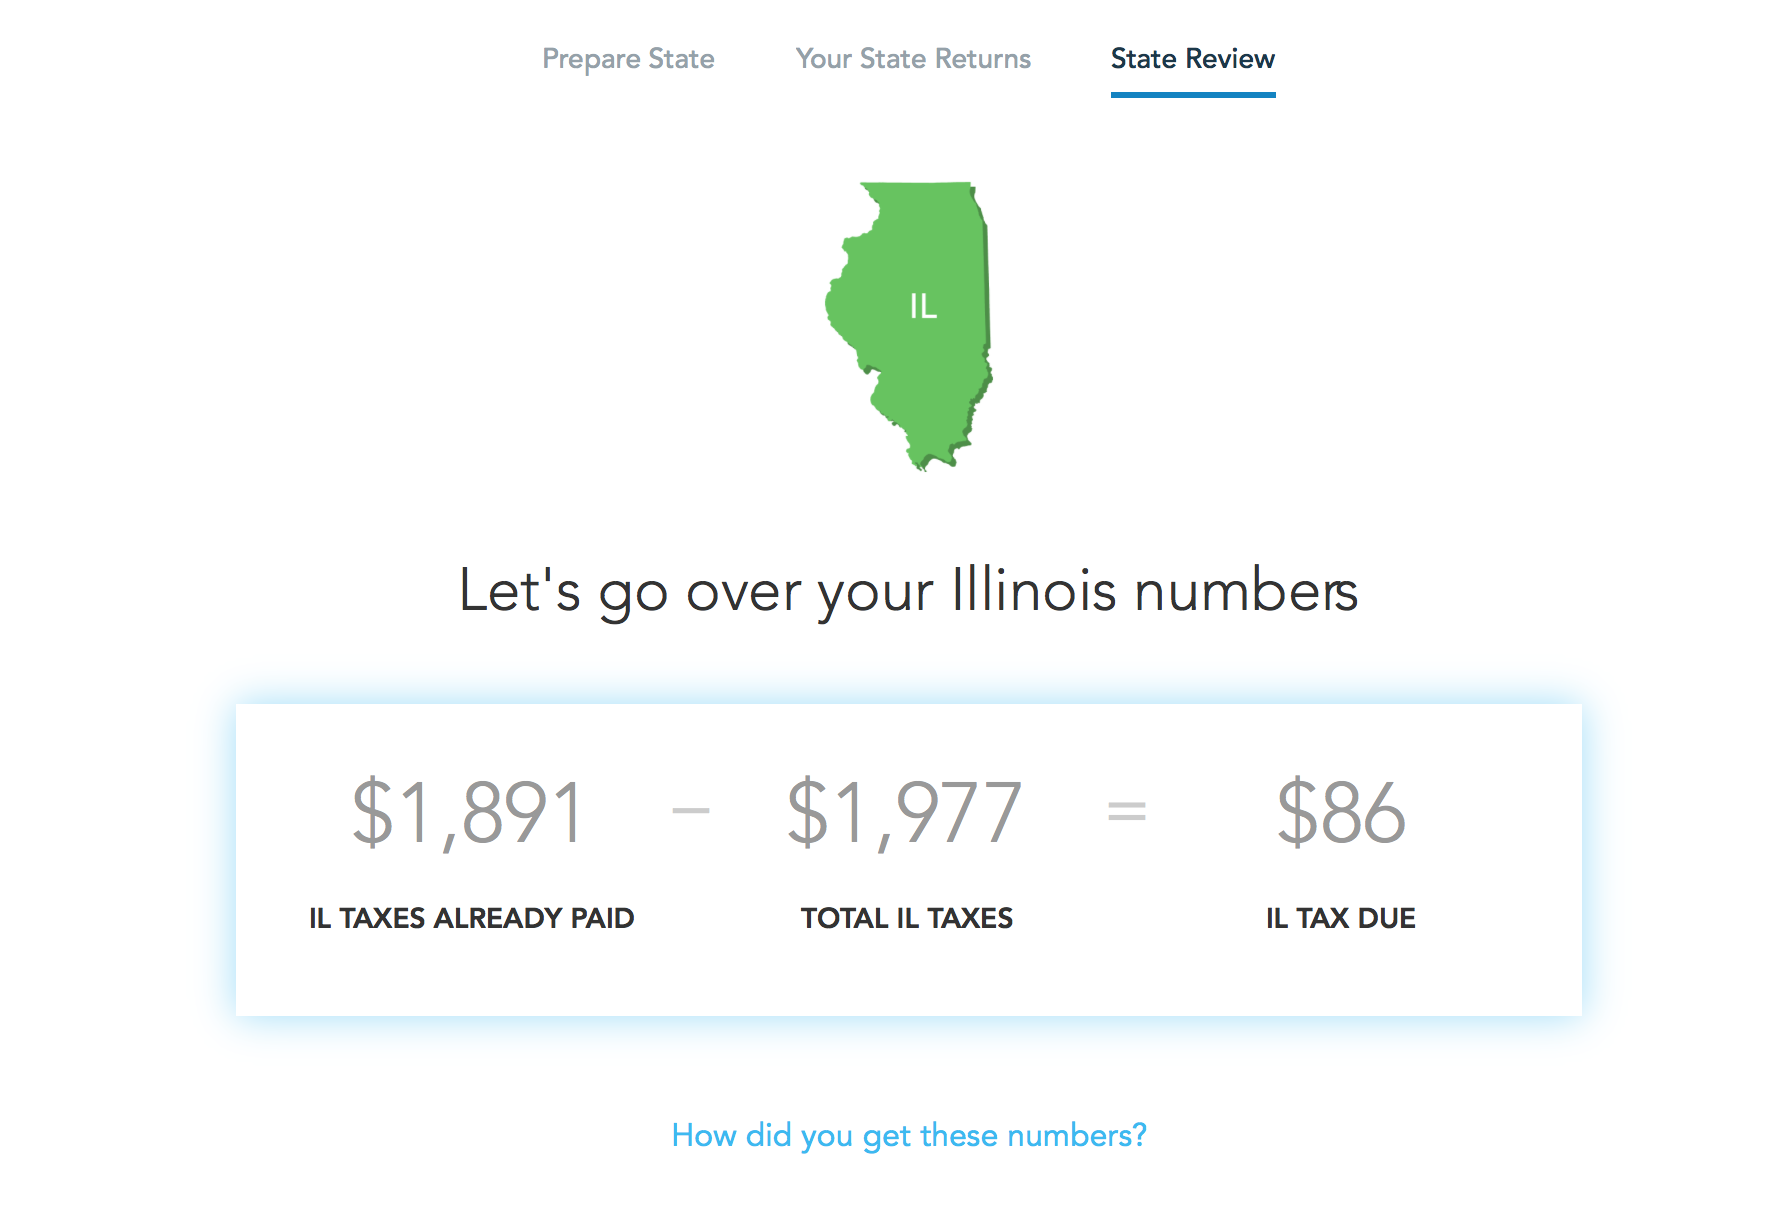 Prepare State Your State Returns State Review
IL
Let's go over your Illinois numbers
$1,891 – $1,977 = $86
IL TAXES ALREADY PAID TOTAL IL TAXES IL TAX DUE
How did you get these numbers?